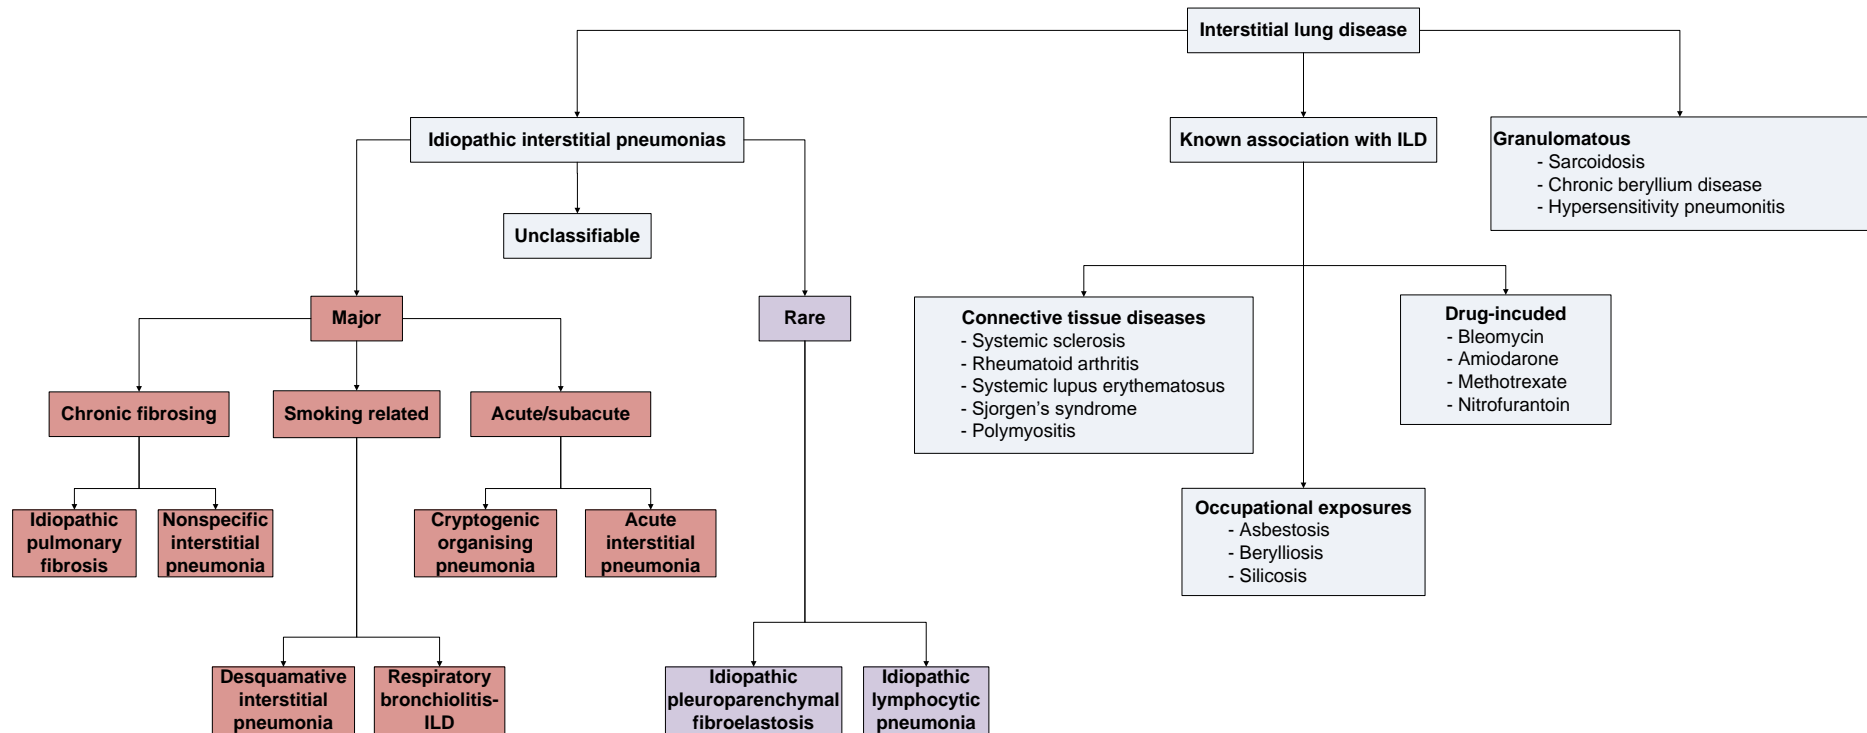 Interstitial lung disease
Idiopathic interstitial pneumonias
Known association with ILD
Granulomatous
- Sarcoidosis
- Chronic beryllium disease
- Hypersensitivity pneumonitis
Unclassifiable
Major
Rare
Connective tissue diseases
- Systemic sclerosis
- Rheumatoid arthritis
- Systemic lupus erythematosus
- Sjorgen's syndrome
- Polymyositis
Drug-incuded
- Bleomycin
- Amiodarone
- Methotrexate
- Nitrofurantoin
Chronic fibrosing
Smoking related
Acute/subacute
Occupational exposures
- Asbestosis
- Berylliosis
- Silicosis
Idiopathic
pulmonary
fibrosis
Nonspecific
interstitial
pneumonia
Cryptogenic
organising
pneumonia
Acute
interstitial
pneumonia
Desquamative
interstitial
pneumonia
Respiratory
bronchiolitis-
ILD
Idiopathic
pleuroparenchymal
fibroelastosis
Idiopathic
lymphocytic
pneumonia